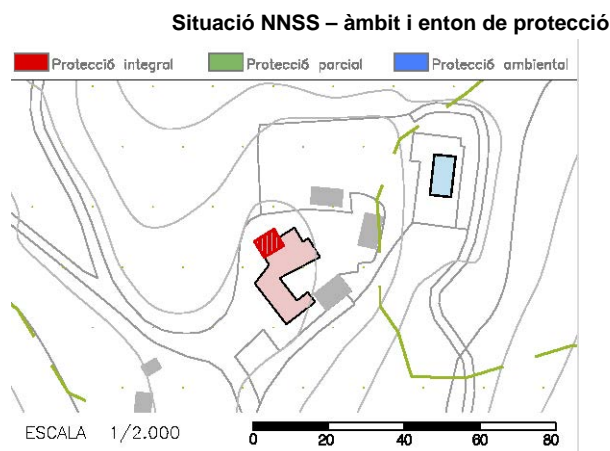 Situació NNSS – àmbit i enton de protecció
Protecció integral Protecció parcial Protecció ambiental
ESCALA 1/2.000
0 20 40 60 80